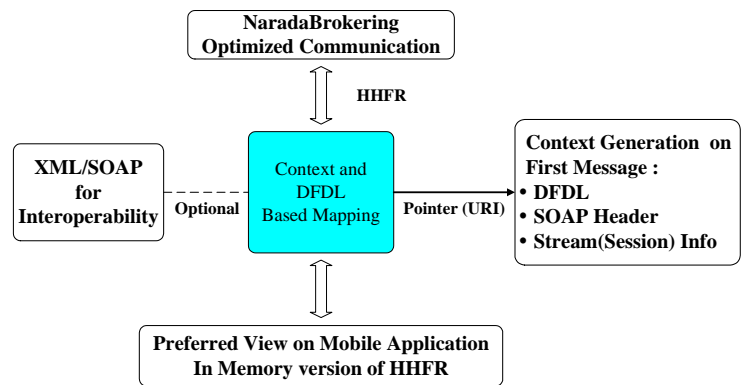 NaradaBrokering
Optimized Communication
HHFR
XML/SOAP
for
Interoperability
Optional
Context and
DFDL
Based Mapping
Pointer (URI)
Context Generation on
First Message :
• DFDL
• SOAP Header
• Stream(Session) Info
Preferred View on Mobile Application
In Memory version of HHFR